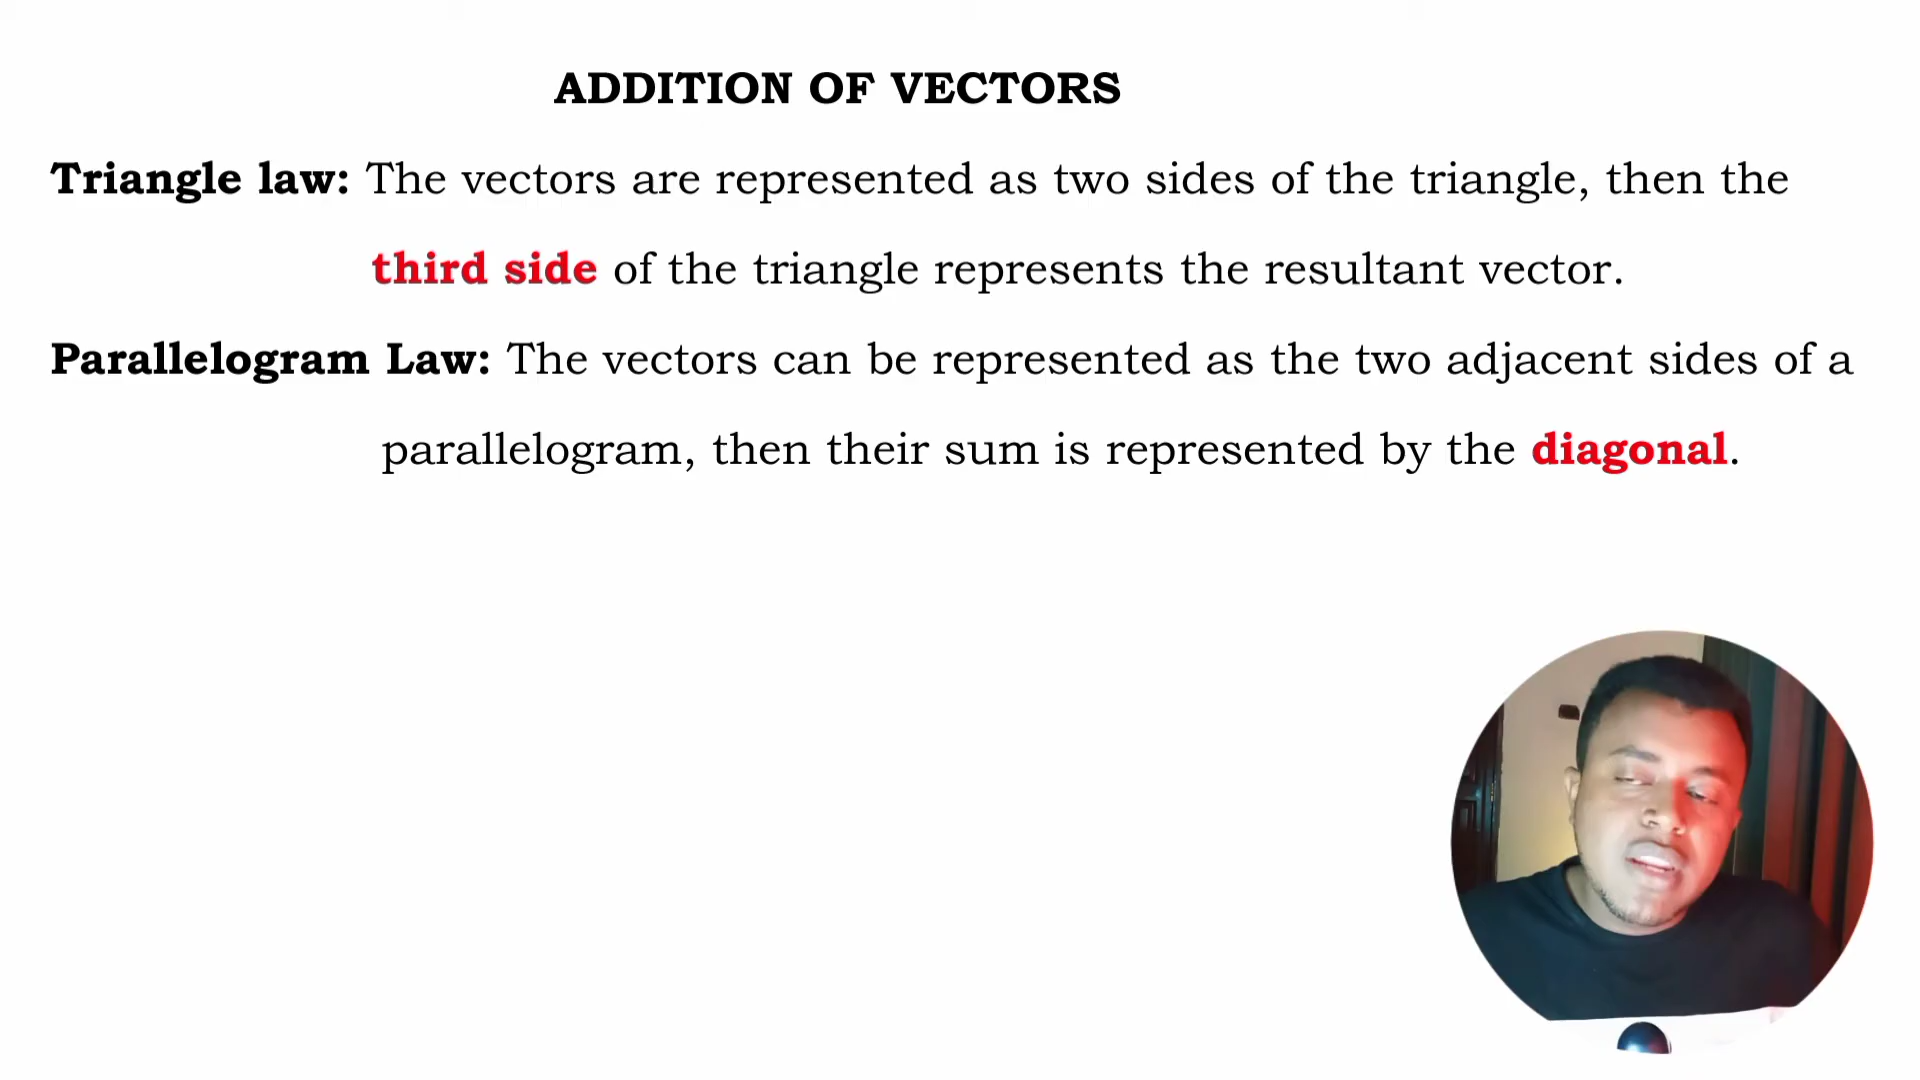 ADDITION OF VECTORS
Triangle law: The vectors are represented as two sides of the triangle, then the
third side of the triangle represents the resultant vector.
Parallelogram Law: The vectors can be represented as the two adjacent sides of a
parallelogram, then their sum is represented by the diagonal.